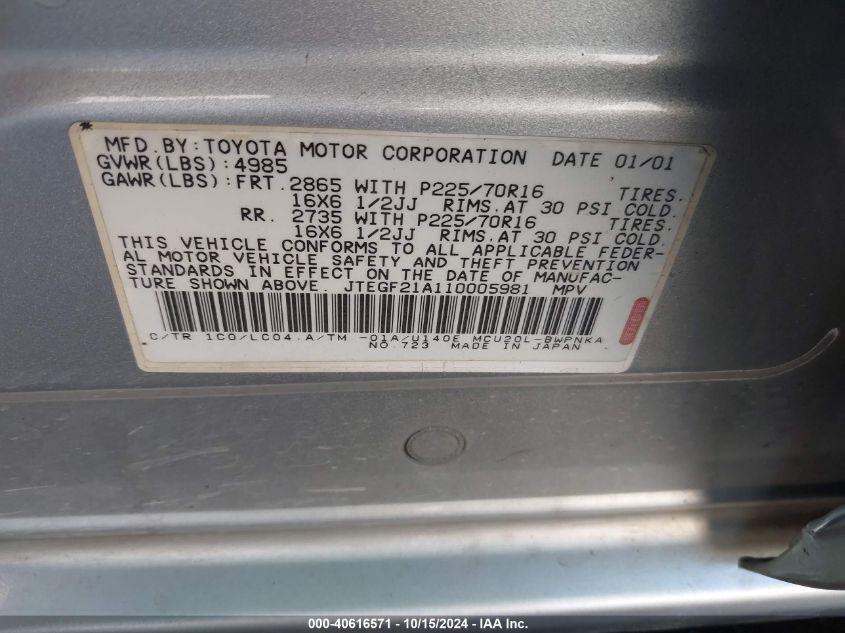 MFD.BY:TOYOTA MOTOR CORPORATION DATE 01/01
GVWR(LBS):4985
GAWR(LBS):FRT. 2865 WITH P225/70R16 TIRES.
16X6 1/2JJ RIMS.AT 30 PSI COLD.
RR. 2735 WITH P225/70R16 TIRES.
16X6 1/2JJ RIMS.AT 30 PSI COLD.
THIS VEHICLE CONFORMS TO ALL APPLICABLE FEDER-
AL MOTOR VEHICLE SAFETY AND THEFT PREVENTION
STANDARDS IN EFFECT ON THE DATE OF MANUFAC-
TURE SHOWN ABOVE. JTEGF21A110005981 MPV
C/TR 1C0/LC04.A/TM -01A/U140E MCU20L-BWPNKA
NO.723 MADE IN JAPAN
000-40616571 - 10/15/2024 - IAA Inc.